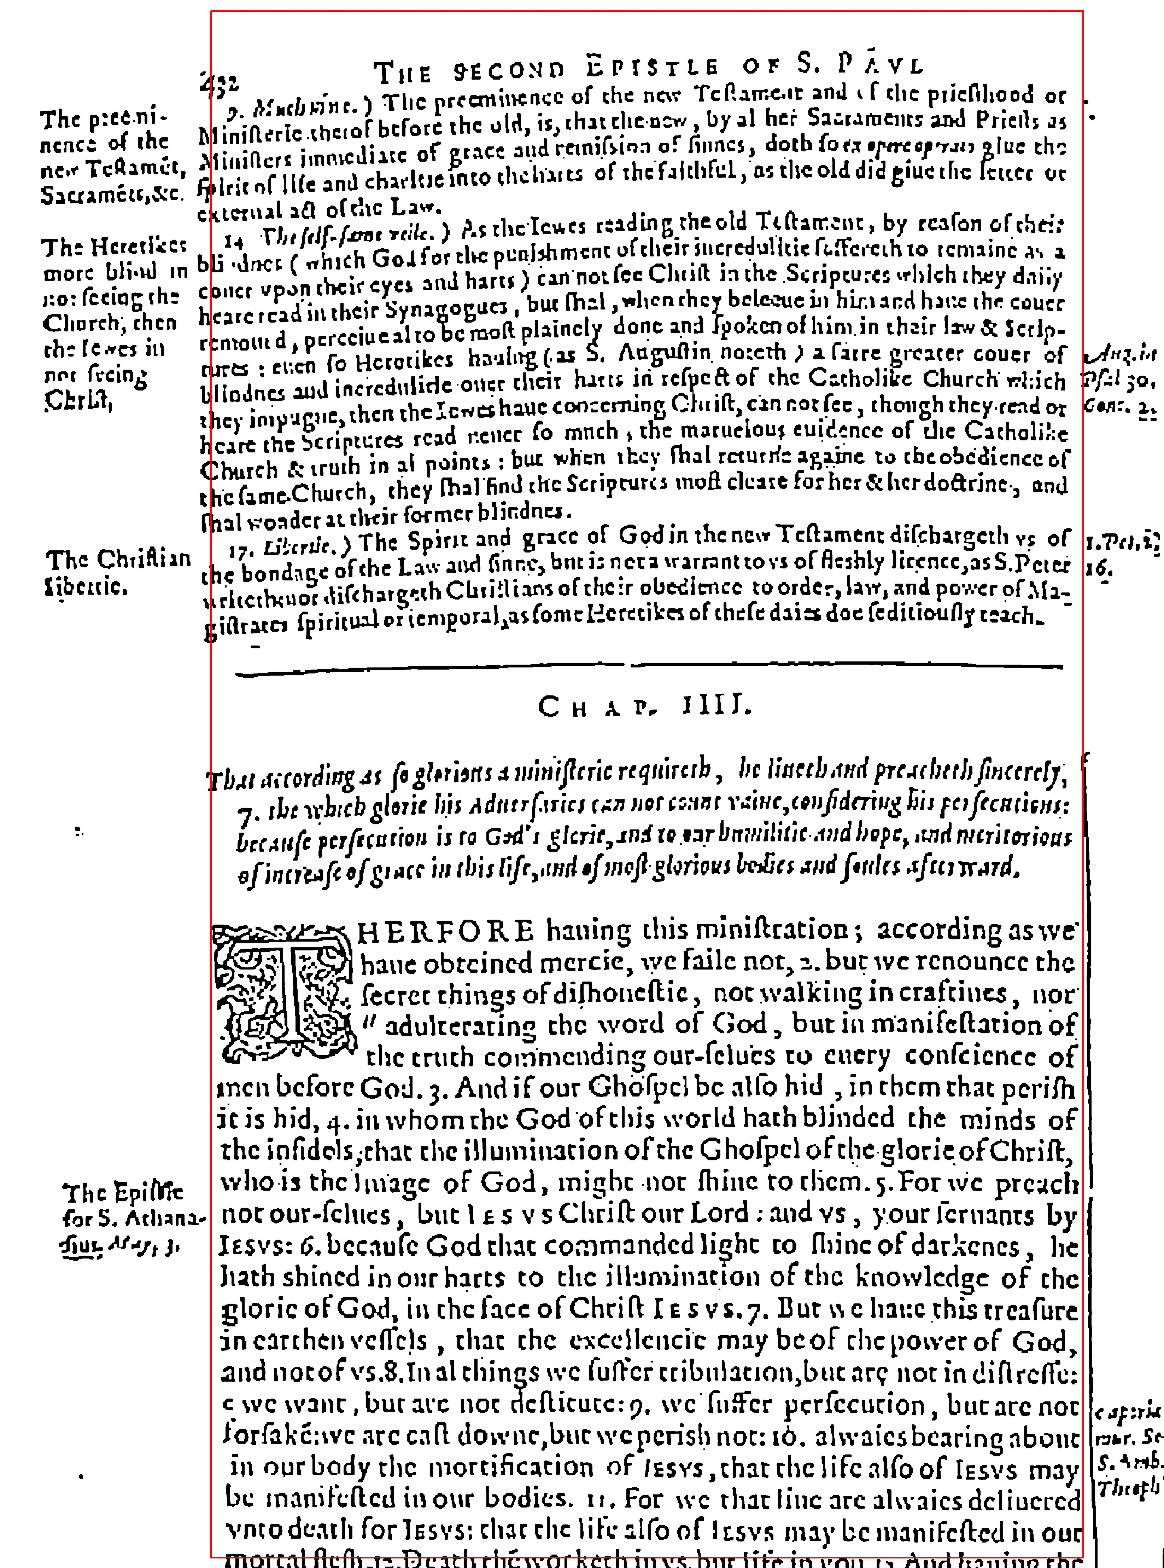 432 THE SECOND EPISTLE OF S. PAVL
The preëmi-
nence of the
new Testamēt,
Sacramēts,&c.
9. Ministrie.) The preeminence of the new Testament and of the priesthood or
Ministerie therof before the old, is, that the new, by al her Sacraments and Priests as
Ministers immediate of grace and remission of sinnes, doth so ex opere operato giue the
spirit of life and charitie into the harts of the faithful, as the old did giue the letter or
external act of the Law.
The Heretikes
more blind in
not seeing the
Church, then
the Iewes in
not seeing
Christ,
14 The self-same veile.) As the Iewes reading the old Testament, by reason of their
blindnes (which God for the punishment of their incredulitie suffereth to remaine as a
couer vpon their eyes and harts) can not see Christ in the Scriptures which they daily
heare read in their Synagogues, but shal, when they beleeue in him and haue the couer
remoued, perceiue al to be most plainely done and spoken of him in their law & Scrip-
tures: euen so Heretikes hauing (as S. Augustin noteth) a farre greater couer of
blindnes and incredulitie ouer their harts in respect of the Catholike Church which
they impugne, then the Iewes haue concerning Christ, can not see, though they read or
heare the Scriptures read neuer so much, the maruelous euidence of the Catholike
Church & truth in al points: but when they shal returne againe to the obedience of
the same Church, they shal find the Scriptures most cleare for her & her doctrine, and
shal wonder at their former blindnes.
Aug. in
Psal 30,
Conc. 2.
The Christian
libertie.
17. Libertie.) The Spirit and grace of God in the new Testament dischargeth vs of
the bondage of the Law and sinne, but is not a warrant to vs of fleshly licence, as S. Peter
writeth: nor dischargeth Christians of their obedience to order, law, and power of Ma-
gistrates spiritual or temporal, as some Heretikes of these daies doe seditiously teach.
1. Pet. 2,
16.
CHAP. IIII.
That according as so glorious a ministerie requireth, he liueth and preacheth sincerely,
7. the which glorie his Aduersaries can not count vaine, considering his persecutions:
because persecution is to God's glorie, and to our humilitie and hope, and meritorious
of increase of grace in this life, and of most glorious bodies and soules afterward.
THERFORE hauing this ministration; according as we
haue obteined mercie, we faile not, 2. but we renounce the
secret things of dishonestie, not walking in craftines, nor
" adulterating the word of God, but in manifestation of
the truth commending our-selues to euery conscience of
men before God. 3. And if our Ghospel be also hid, in them that perish
it is hid, 4. in whom the God of this world hath blinded the minds of
the infidels, that the illumination of the Ghospel of the glorie of Christ,
who is the Image of God, might not shine to them. 5. For we preach
not our-selues, but IESVS Christ our Lord: and vs, your seruants by
IESVS: 6. because God that commanded light to shine of darkenes, he
hath shined in our harts to the illumination of the knowledge of the
glorie of God, in the face of Christ IESVS. 7. But we haue this treasure
in earthen vessels, that the excellencie may be of the power of God,
and not of vs. 8. In al things we suffer tribulation, but are not in distresse:
c we want, but are not destitute: 9. we suffer persecution, but are not
forsakē: we are cast downe, but we perish not: 10. alwaies bearing about
in our body the mortification of IESVS, that the life also of IESVS may
be manifested in our bodies. 11. For we that liue are alwaies deliuered
vnto death for IESVS: that the life also of IESVS may be manifested in our
mortal flesh. 12. Death thē worketh in vs, but life in you. 13. And hauing the
The Epistle
for S. Athana-
sius May, 3.
S. Amb.
Theoph